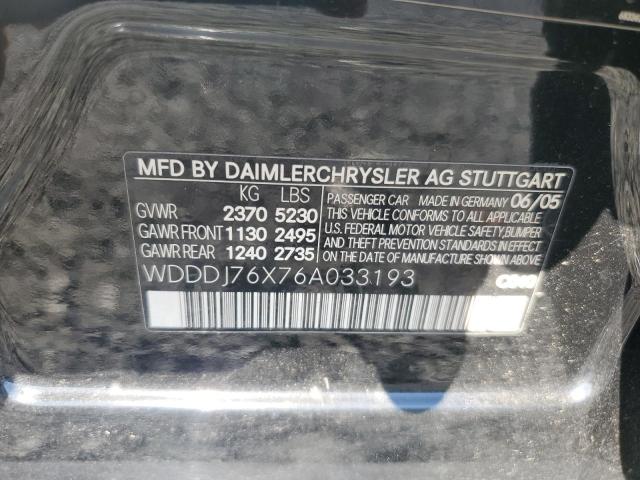 MFD BY DAIMLERCHRYSLER AG STUTTGART
KG LBS
GVWR 2370 5230
GAWR FRONT 1130 2495
GAWR REAR 1240 2735
PASSENGER CAR MADE IN GERMANY 06/05
THIS VEHICLE CONFORMS TO ALL APPLICABLE
U.S. FEDERAL MOTOR VEHICLE SAFETY, BUMPER
AND THEFT PREVENTION STANDARDS IN EFFECT
ON THE DATE OF MANUFACTURE SHOWN ABOVE
WDDDJ76X76A033193